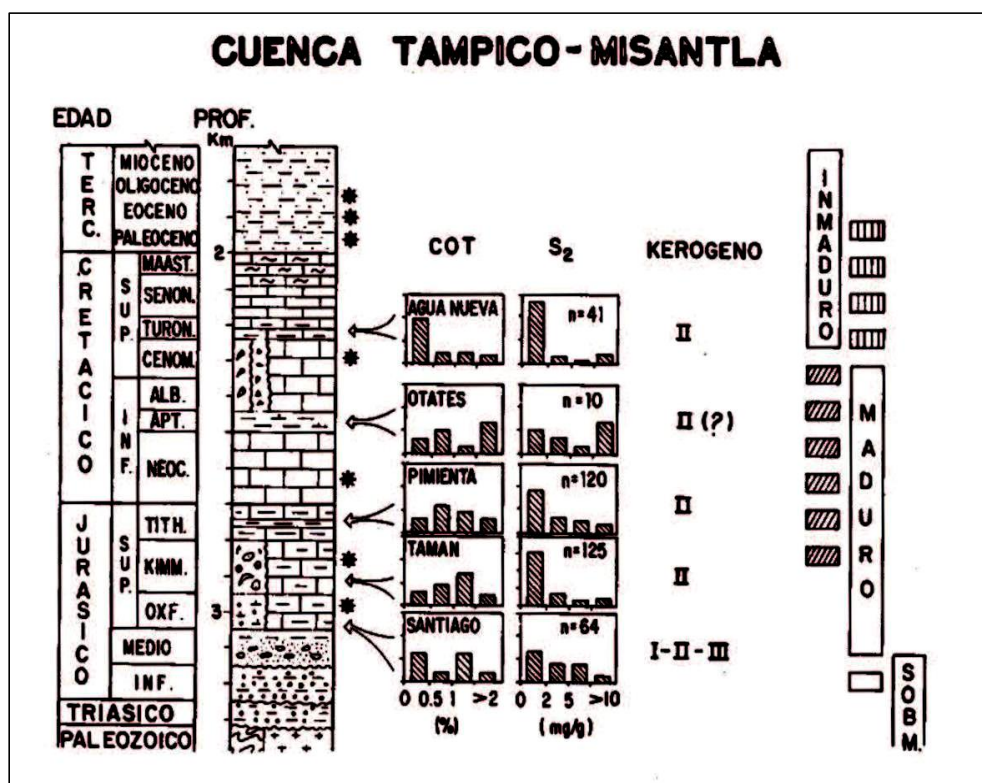 CUENCA TAMPICO-MISANTLA
EDAD PROF.
Km
TERC.
MIOCENO
OLIGOCENO
EOCENO
PALEOCENO
2
CRETACICO
SUP.
MAAST.
SENON.
TURON.
CENOM.
INF.
ALB.
APT.
NEOC.
JURASICO
SUP.
TITH.
KIMM.
OXF.
3
MEDIO
INF.
TRIASICO
PALEOZOICO
COT S2 KEROGENO
AGUA NUEVA n=41 II
OTATES n=10 II (?)
PIMIENTA n=120 II
TAMAN n=125 II
SANTIAGO n=64 I-II-III
0 0.5 1 >2 0 2 5 >10
(%) (mg/g)
INMADURO
MADURO
SOBM.